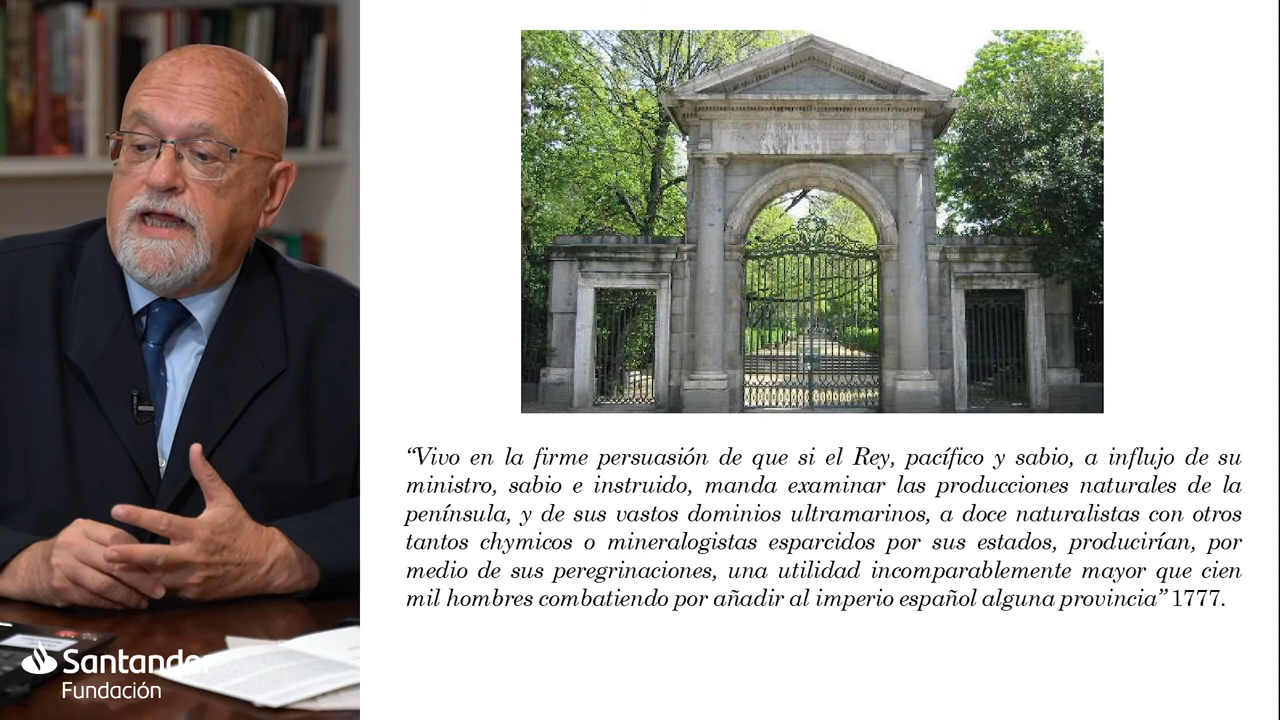 “Vivo en la firme persuasión de que si el Rey, pacífico y sabio, a influjo de su
ministro, sabio e instruido, manda examinar las producciones naturales de la
península, y de sus vastos dominios ultramarinos, a doce naturalistas con otros
tantos chymicos o mineralogistas esparcidos por sus estados, producirían, por
medio de sus peregrinaciones, una utilidad incomparablemente mayor que cien
mil hombres combatiendo por añadir al imperio español alguna provincia” 1777.
Santander
Fundación